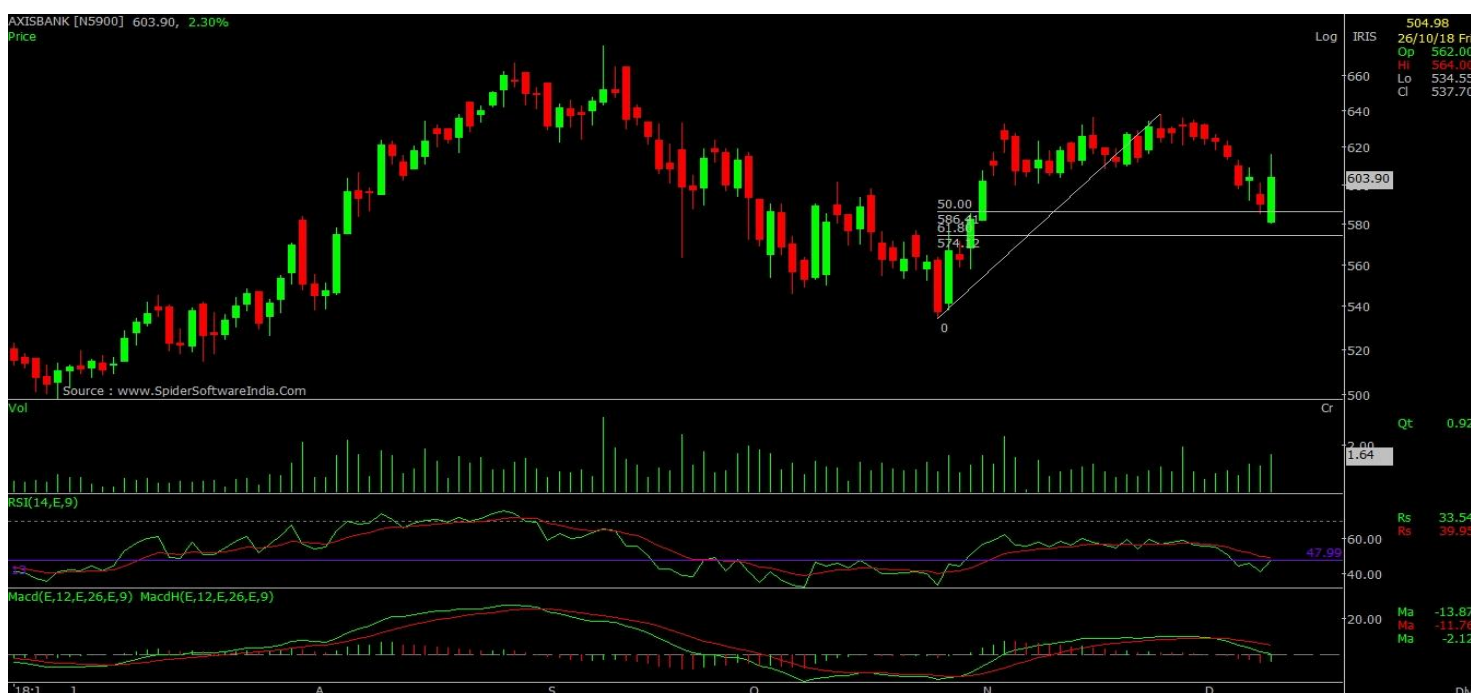 AXISBANK [N5900] 603.90, 2.30%
Price
Log
IRIS
504.98
26/10/18 Fri
Op 562.00
Hi 564.00
Lo 534.55
Cl 537.70
660
640
620
603.90
580
560
540
520
500
50.00
586.41
61.80
574.12
0
Source : www.SpiderSoftwareIndia.Com
Vol
Cr
Qt 0.92
2.00
1.64
RSI(14,E,9)
Rs 33.54
Rs 39.95
60.00
47.99
40.00
Macd(E,12,E,26,E,9) MacdH(E,12,E,26,E,9)
20.00
Ma -13.87
Ma -11.76
Ma -2.12
'18:1 J A S O N D